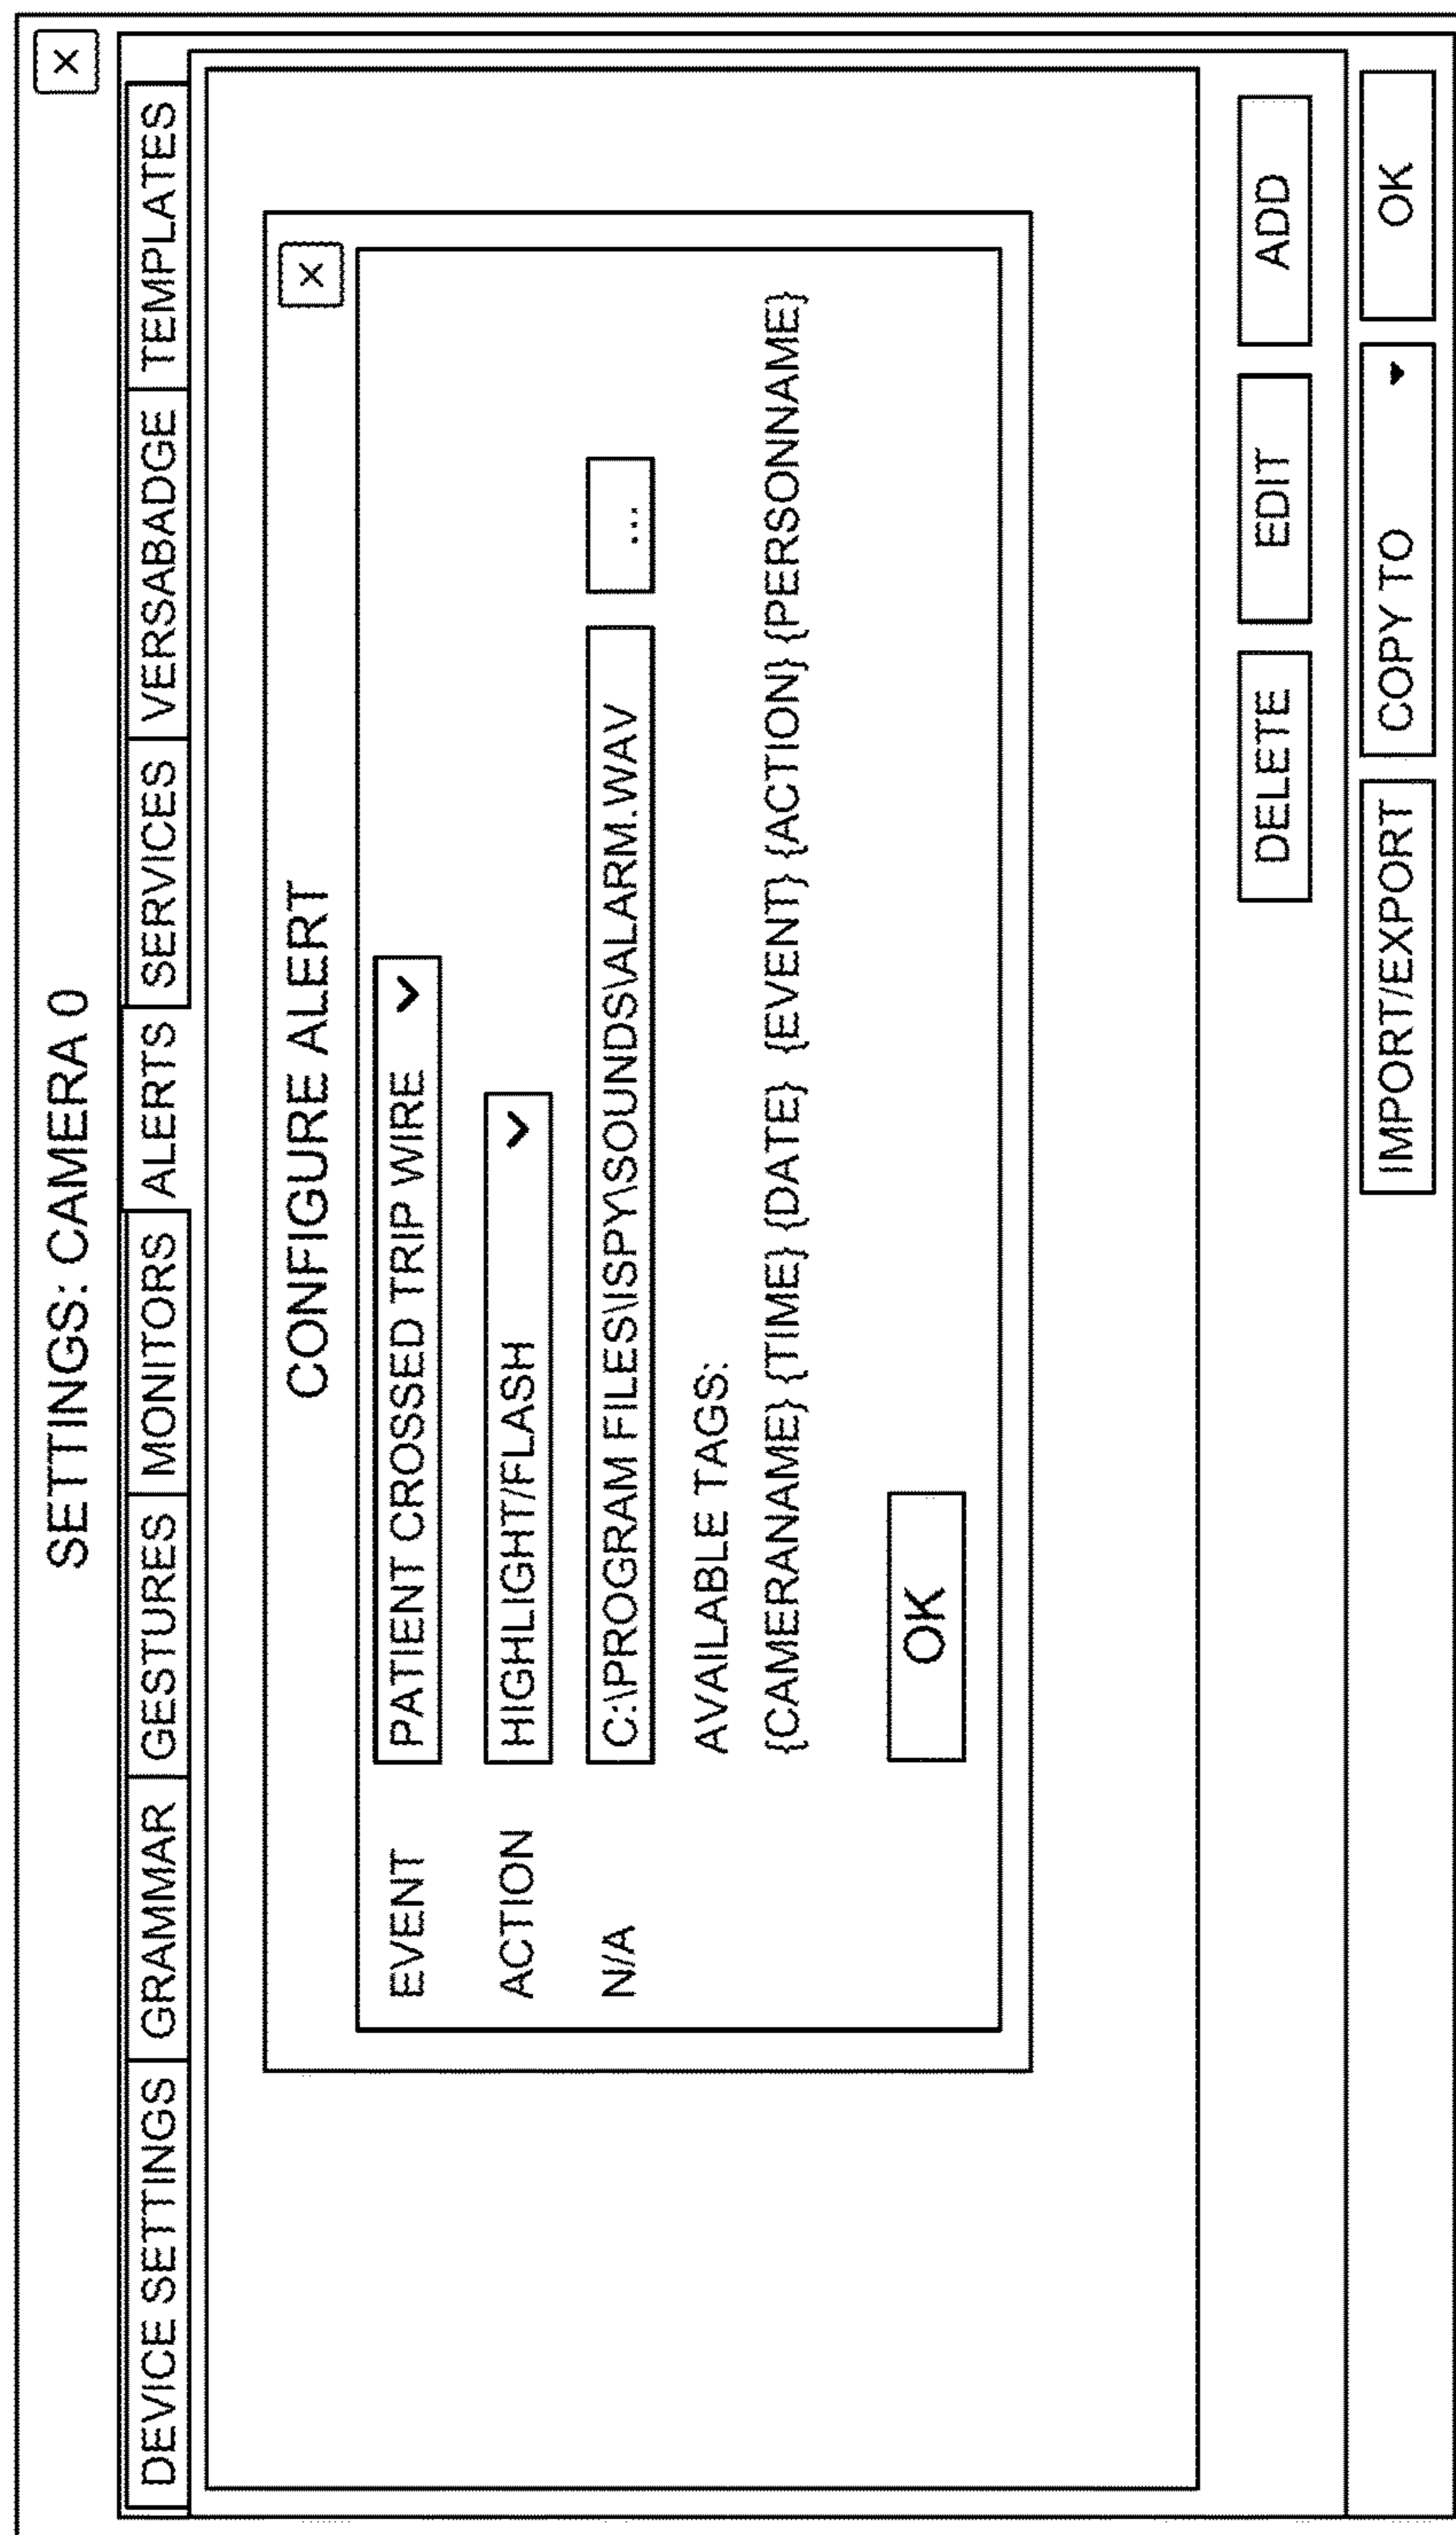 SETTINGS: CAMERA 0
X
DEVICE SETTINGS GRAMMAR GESTURES MONITORS ALERTS SERVICES VERSABADGE TEMPLATES
CONFIGURE ALERT
X
EVENT PATIENT CROSSED TRIP WIRE
ACTION HIGHLIGHT/FLASH
N/A C:\PROGRAM FILES\ISPY\SOUNDS\ALARM.WAV ...
AVAILABLE TAGS:
{CAMERANAME} {TIME} {DATE} {EVENT} {ACTION} {PERSONNAME}
OK
DELETE EDIT ADD
IMPORT/EXPORT COPY TO OK